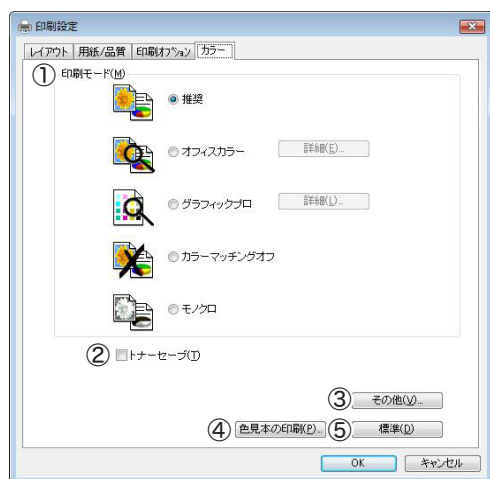 印刷設定
レイアウト 用紙/品質 印刷オプション カラー
① 印刷モード(M)
推奨
オフィスカラー 詳細(E)...
グラフィックプロ 詳細(L)...
カラーマッチングオフ
モノクロ
② トナーセーブ(T)
③ その他(V)...
④ 色見本の印刷(P)... ⑤ 標準(D)
OK キャンセル